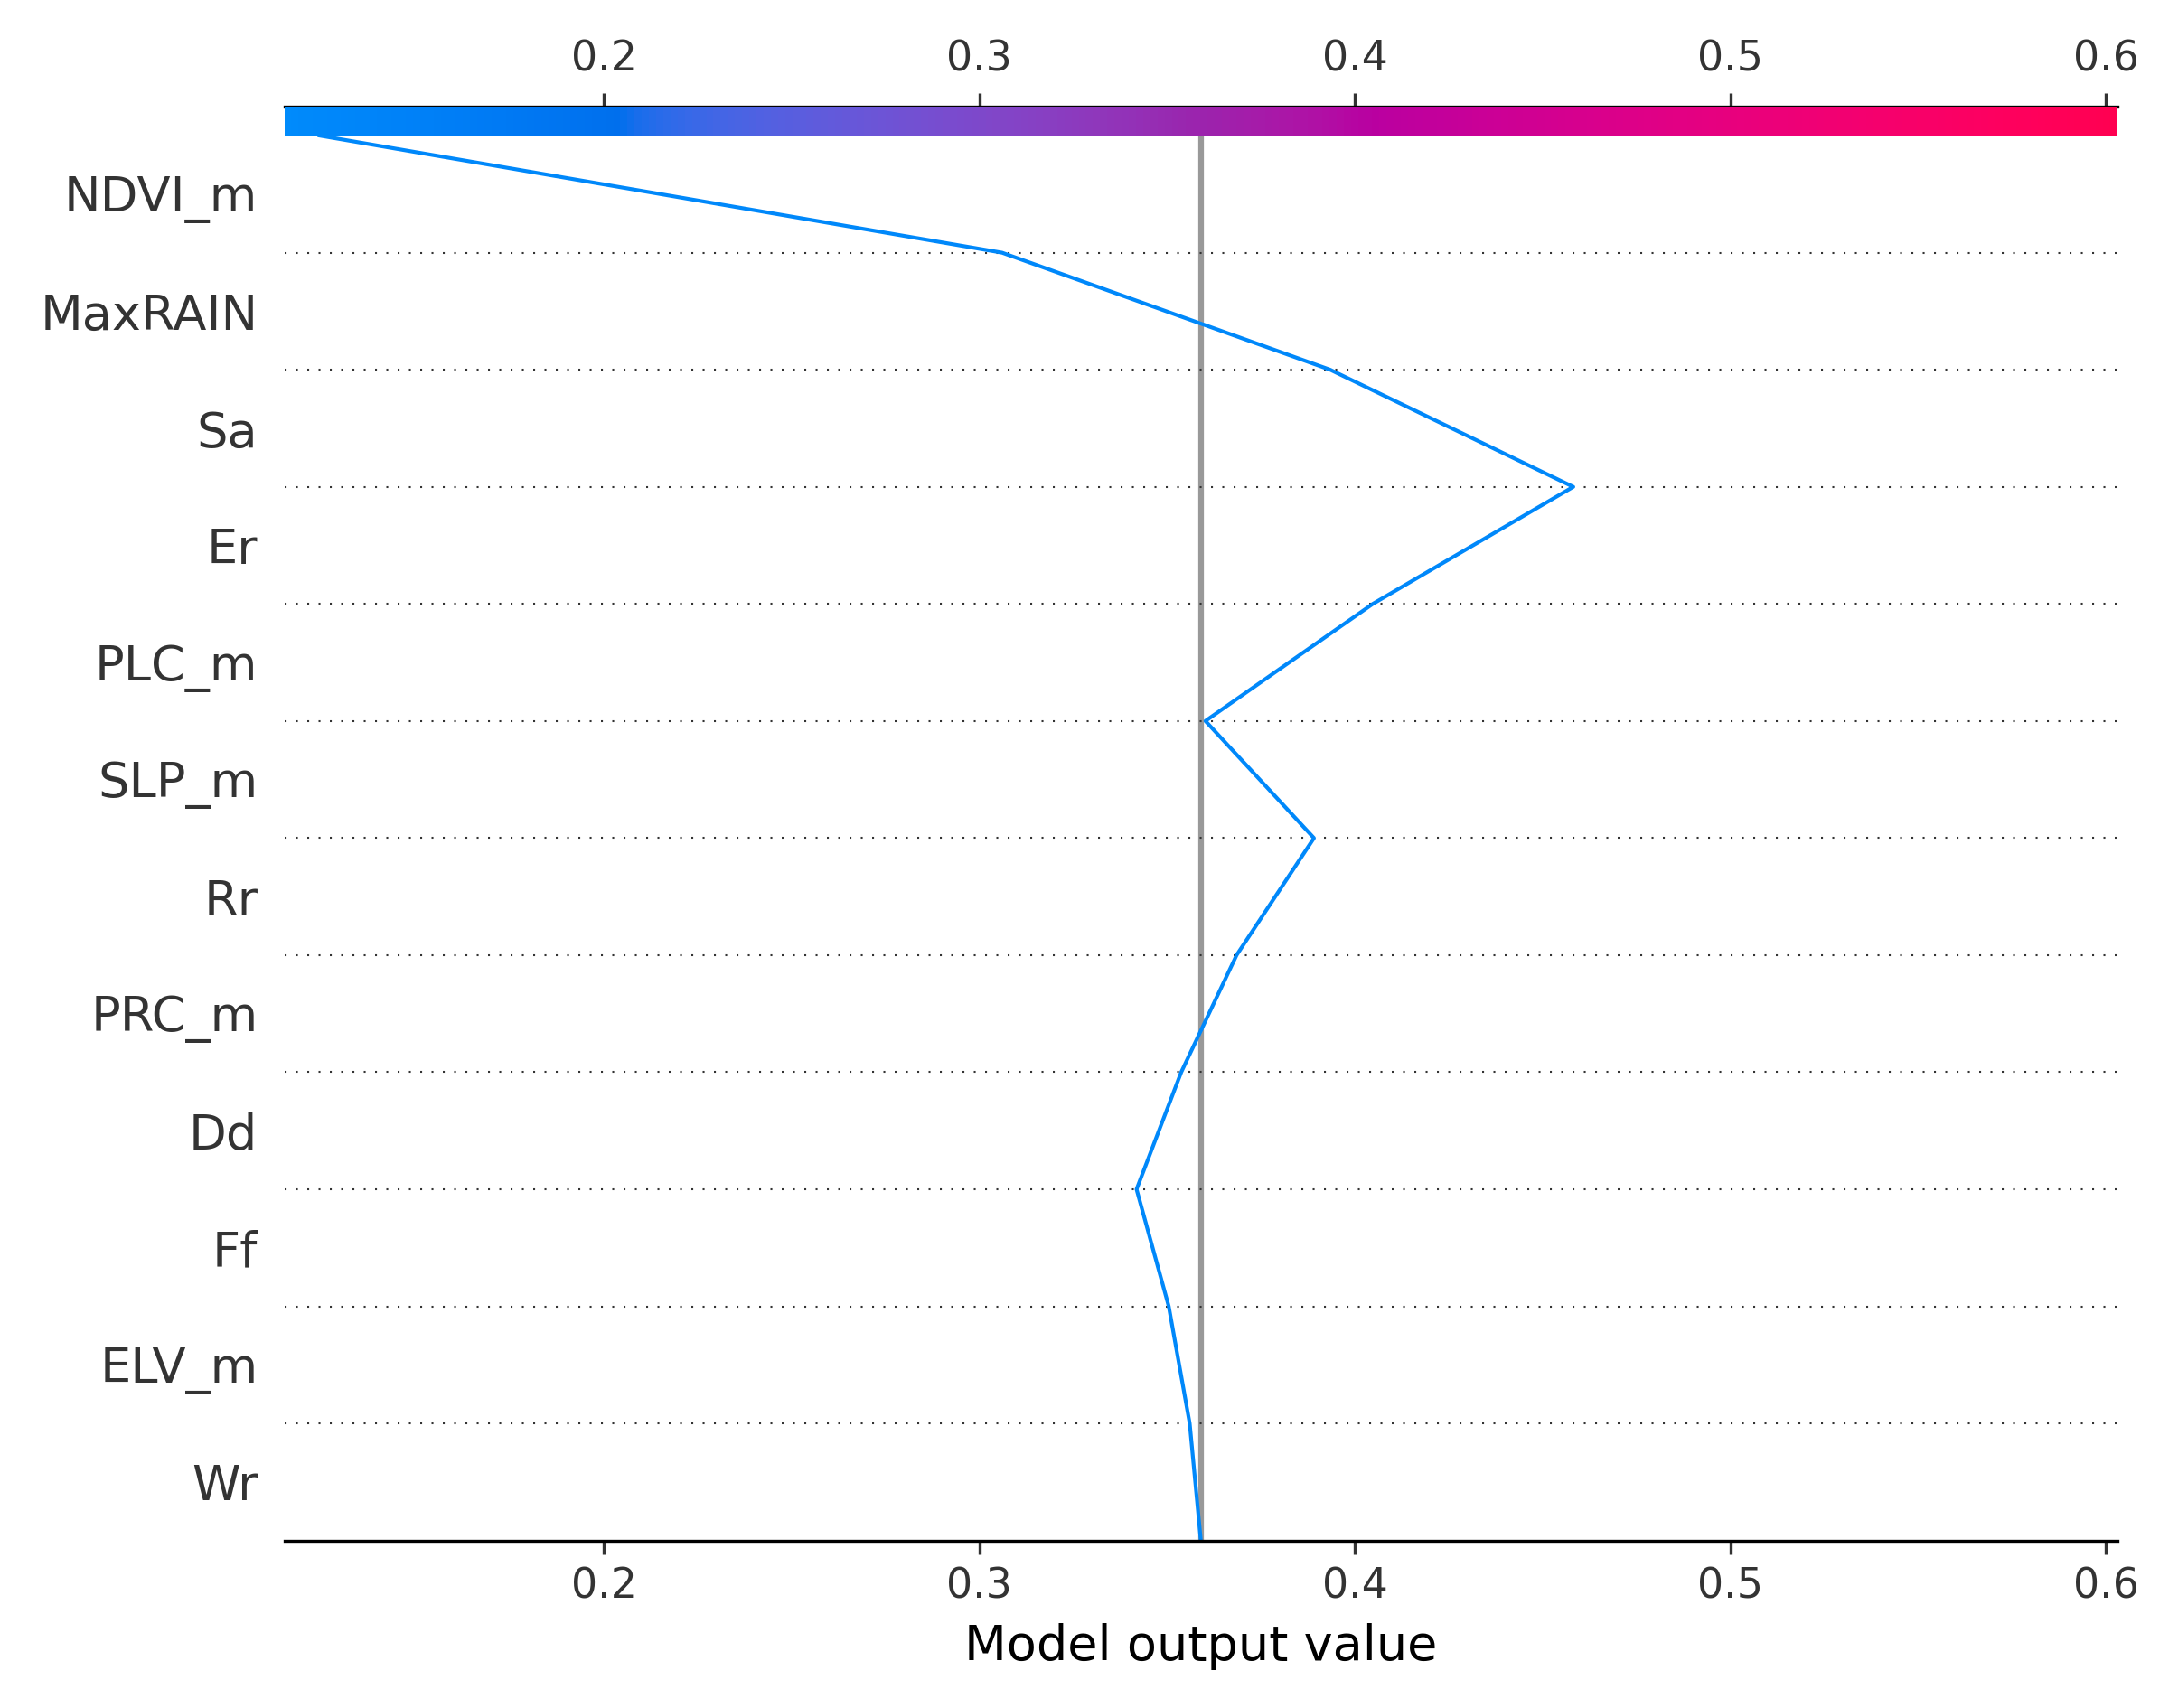 0.2 0.3 0.4 0.5 0.6
NDVI_m
MaxRAIN
Sa
Er
PLC_m
SLP_m
Rr
PRC_m
Dd
Ff
ELV_m
Wr
0.2 0.3 0.4 0.5 0.6
Model output value